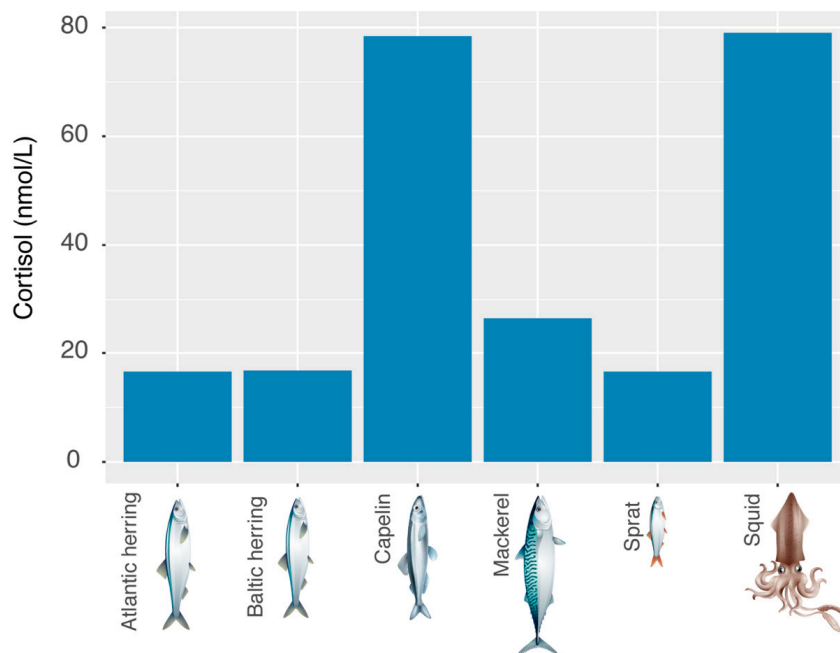 Cortisol (nmol/L)
80
60
40
20
0
Atlantic herring
Baltic herring
Capelin
Mackerel
Sprat
Squid